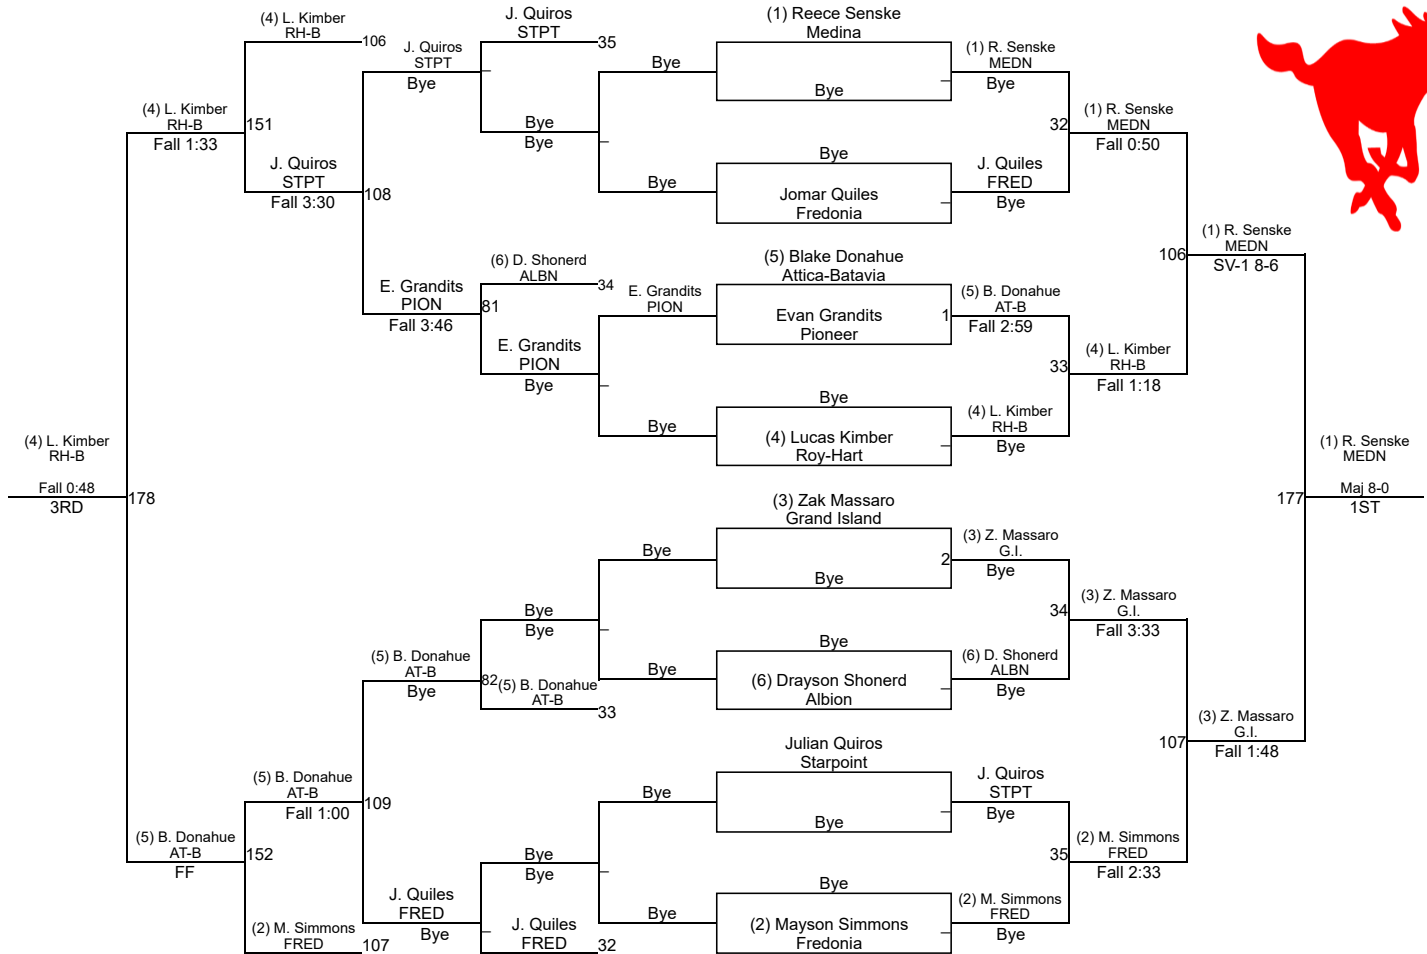 (4) L. Kimber
RH-B
106
J. Quiros
STPT
35
(1) Reece Senske
Medina
J. Quiros
STPT
Bye
Bye
(1) R. Senske
MEDN
Bye
Bye
(4) L. Kimber
RH-B
Fall 1:33
151
Bye
Bye
32
(1) R. Senske
MEDN
Fall 0:50
J. Quiros
STPT
Fall 3:30
108
Bye
Bye
Jomar Quiles
Fredonia
J. Quiles
FRED
Bye
(1) R. Senske
MEDN
SV-1 8-6
106
(6) D. Shonerd
ALBN
34
(5) Blake Donahue
Attica-Batavia
E. Grandits
PION
Fall 3:46
81
E. Grandits
PION
Evan Grandits
Pioneer
1
(5) B. Donahue
AT-B
Fall 2:59
E. Grandits
PION
Bye
33
(4) L. Kimber
RH-B
Fall 1:18
Bye
Bye
(4) Lucas Kimber
Roy-Hart
(4) L. Kimber
RH-B
Bye
(4) L. Kimber
RH-B
Fall 0:48
3RD
178
(1) R. Senske
MEDN
Maj 8-0
1ST
177
(3) Zak Massaro
Grand Island
Bye
2
Bye
(3) Z. Massaro
G.I.
Bye
Bye
Bye
34
(3) Z. Massaro
G.I.
Fall 3:33
(5) B. Donahue
AT-B
Bye
82
(5) B. Donahue
AT-B
33
Bye
Bye
(6) Drayson Shonerd
Albion
(6) D. Shonerd
ALBN
Bye
107
(3) Z. Massaro
G.I.
Fall 1:48
Julian Quiros
Starpoint
(5) B. Donahue
AT-B
Fall 1:00
109
Bye
Bye
J. Quiros
STPT
Bye
(5) B. Donahue
AT-B
FF
152
Bye
Bye
35
(2) M. Simmons
FRED
Fall 2:33
J. Quiles
FRED
Bye
Bye
Bye
(2) Mayson Simmons
Fredonia
(2) M. Simmons
FRED
Bye
(2) M. Simmons
FRED
107
J. Quiles
FRED
32